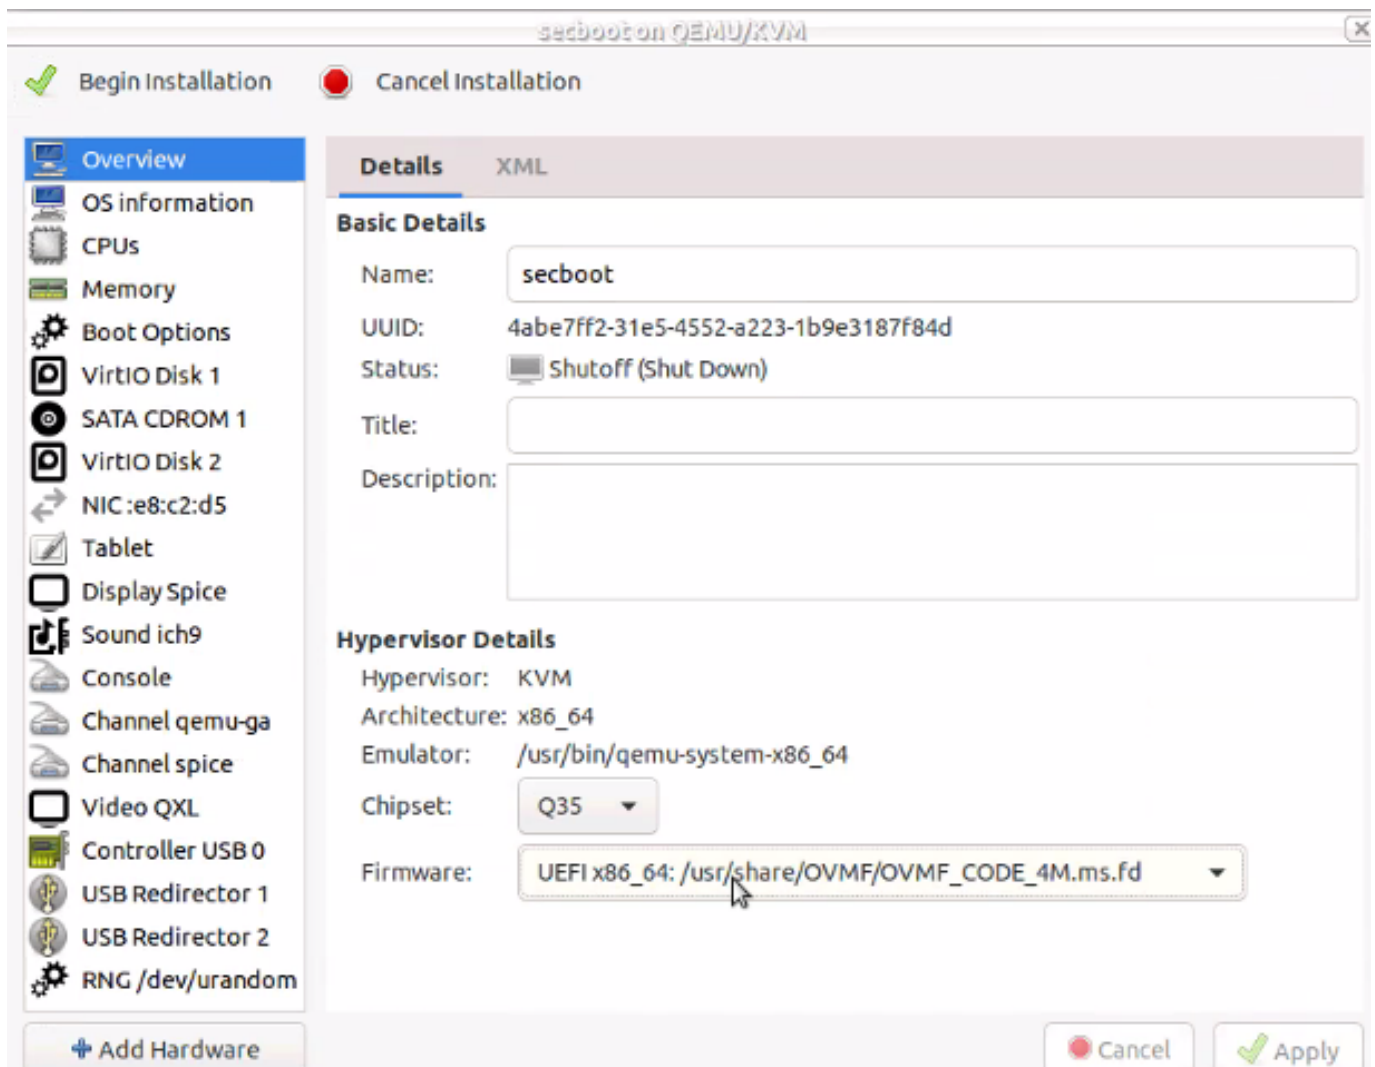 secboot on QEMU/KVM
Begin Installation
Cancel Installation
Overview
OS information
CPUs
Memory
Boot Options
VirtIO Disk 1
SATA CDROM 1
VirtIO Disk 2
NIC :e8:c2:d5
Tablet
Display Spice
Sound ich9
Console
Channel qemu-ga
Channel spice
Video QXL
Controller USB 0
USB Redirector 1
USB Redirector 2
RNG /dev/urandom
Add Hardware
Details XML
Basic Details
Name: secboot
UUID: 4abe7ff2-31e5-4552-a223-1b9e3187f84d
Status: Shutoff (Shut Down)
Title:
Description:
Hypervisor Details
Hypervisor: KVM
Architecture: x86_64
Emulator: /usr/bin/qemu-system-x86_64
Chipset: Q35
Firmware: UEFI x86_64: /usr/share/OVMF/OVMF_CODE_4M.ms.fd
Cancel
Apply